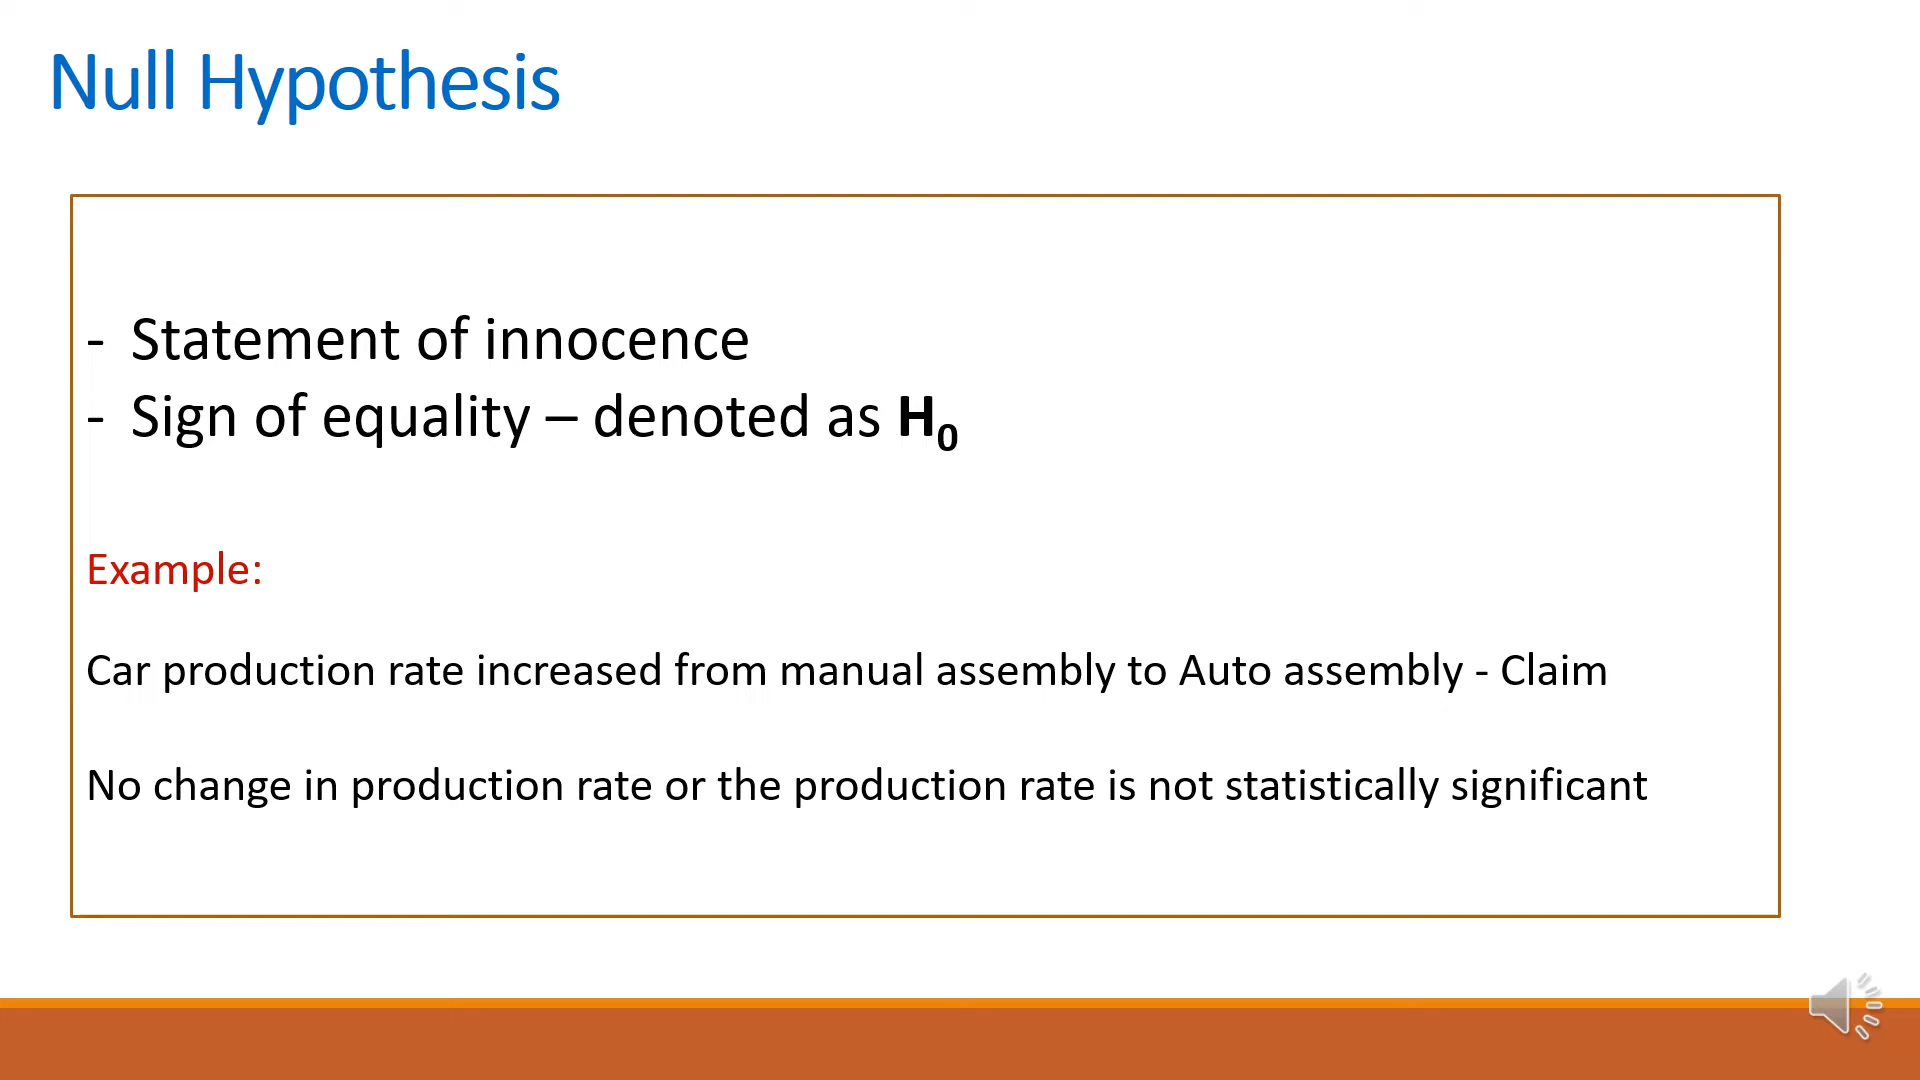 Null Hypothesis
- Statement of innocence
- Sign of equality – denoted as H₀
Example:
Car production rate increased from manual assembly to Auto assembly - Claim
No change in production rate or the production rate is not statistically significant